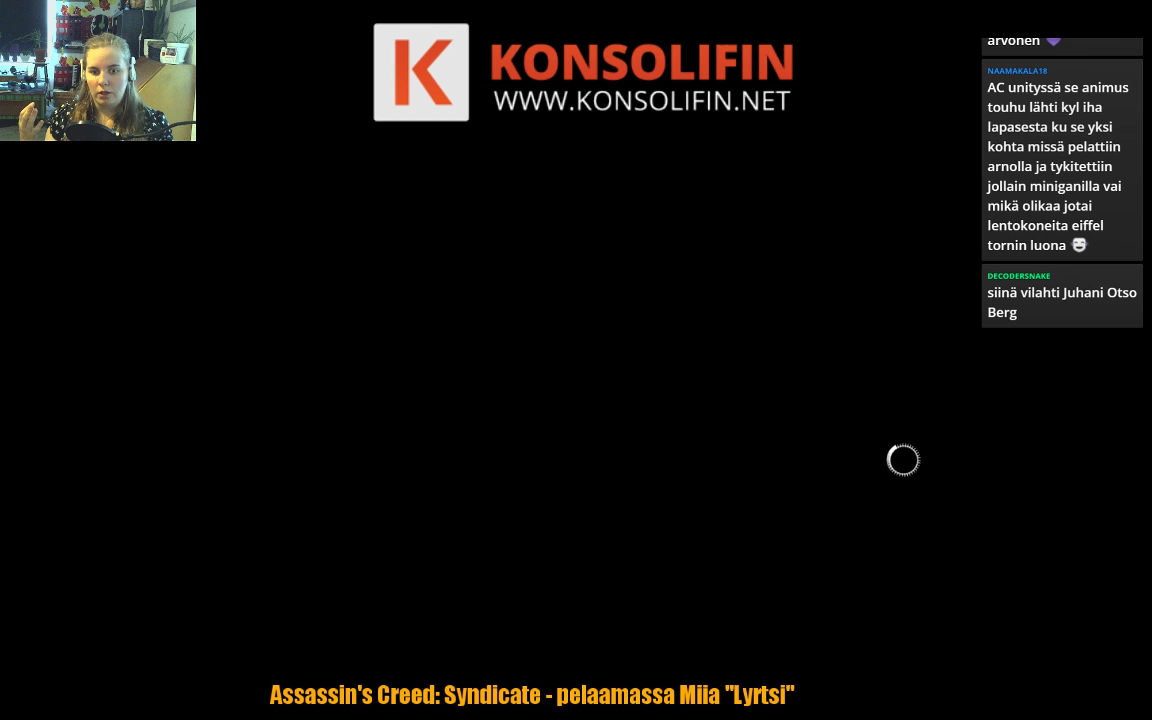 K KONSOLIFIN
WWW.KONSOLIFIN.NET
arvonen
NAAMAKALA18
AC unityssä se animus
touhu lähti kyl iha
lapasesta ku se yksi
kohta missä pelattiin
arnolla ja tykitettiin
jollain miniganilla vai
mikä olikaa jotai
lentokoneita eiffel
tornin luona
DECODERSNAKE
siinä vilahti Juhani Otso
Berg
Assassin's Creed: Syndicate - pelaamassa Miia "Lyrtsi"